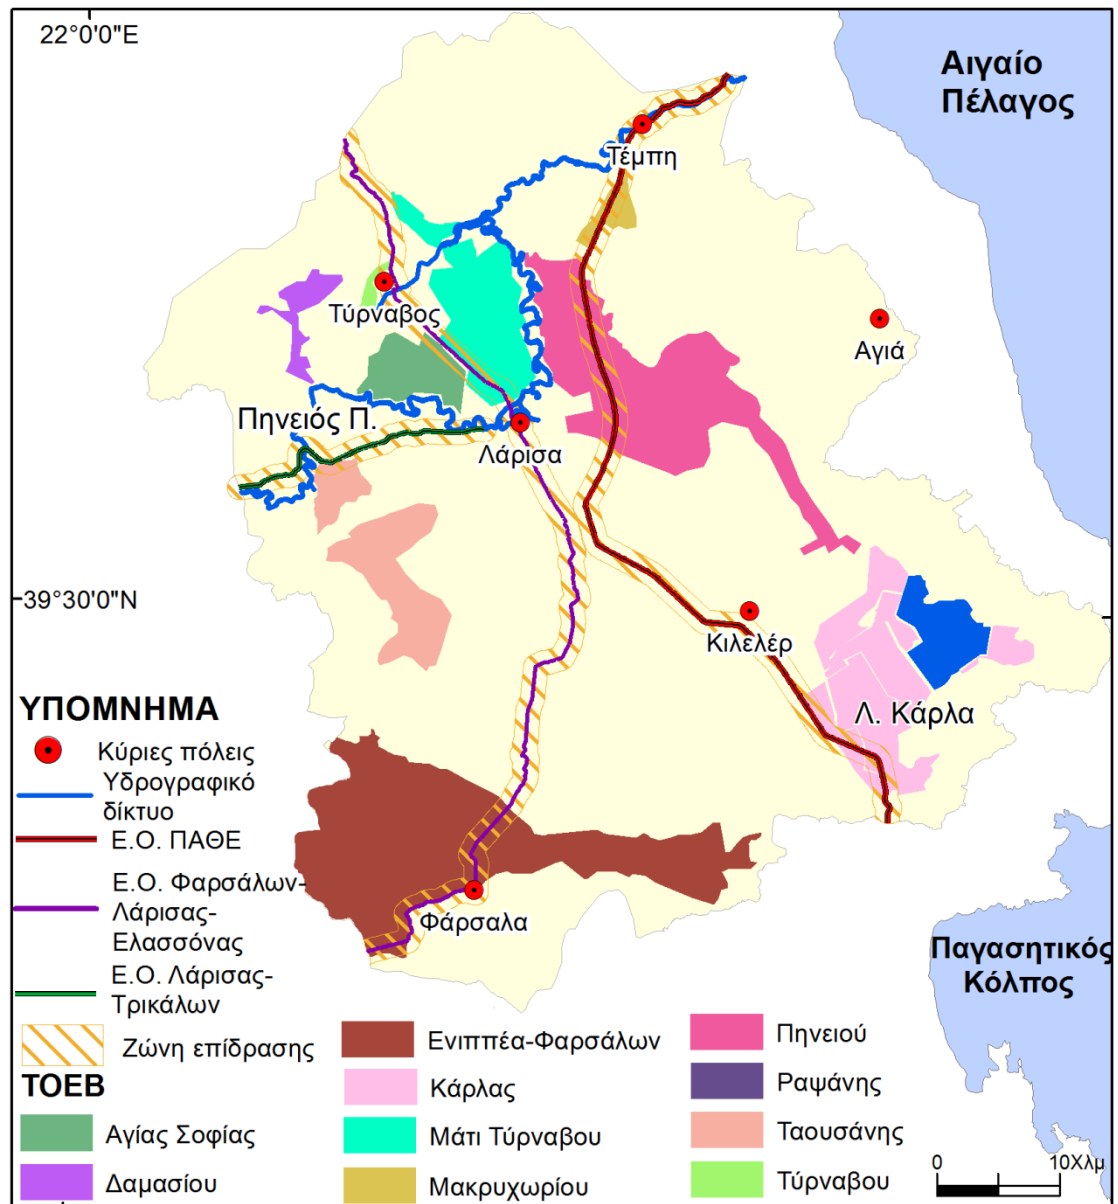 22°0'0"E
Αιγαίο
Πέλαγος
Τέμπη
Τύρναβος
Αγιά
Πηνειός Π.
Λάρισα
39°30'0"N
Κιλελέρ
Λ. Κάρλα
Φάρσαλα
Παγασητικός
Κόλπος
ΥΠΟΜΝΗΜΑ
Κύριες πόλεις
Υδρογραφικό
δίκτυο
Ε.Ο. ΠΑΘΕ
Ε.Ο. Φαρσάλων-
Λάρισας-
Ελασσόνας
Ε.Ο. Λάρισας-
Τρικάλων
Ζώνη επίδρασης
ΤΟΕΒ
Αγίας Σοφίας
Δαμασίου
Ενιππέα-Φαρσάλων
Κάρλας
Μάτι Τύρναβου
Μακρυχωρίου
Πηνειού
Ραψάνης
Ταουσάνης
Τύρναβου
0 10Χλμ